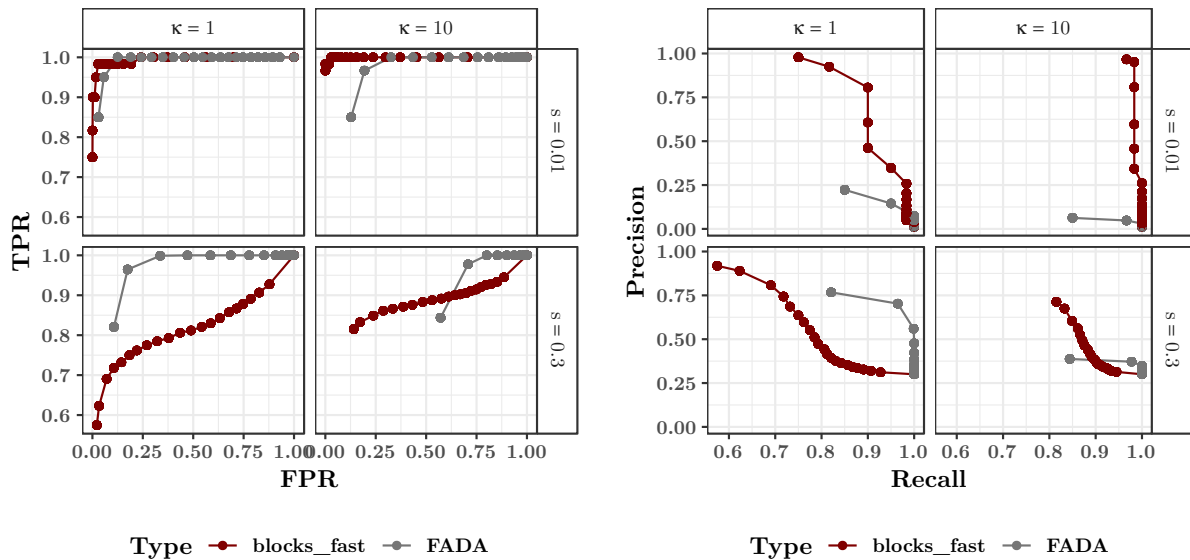 κ = 1
κ = 10
1.0
0.9
0.8
0.7
0.6
s = 0.01
1.0
0.9
0.8
0.7
0.6
s = 0.3
TPR
0.00 0.25 0.50 0.75 1.00
0.00 0.25 0.50 0.75 1.00
FPR
Type blocks_fast FADA
κ = 1
κ = 10
1.00
0.75
0.50
0.25
0.00
s = 0.01
1.00
0.75
0.50
0.25
0.00
s = 0.3
Precision
0.6 0.7 0.8 0.9 1.0
0.6 0.7 0.8 0.9 1.0
Recall
Type blocks_fast FADA